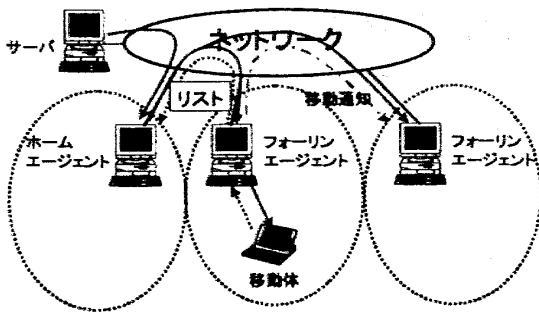 ネットワーク
サーバ
リスト
移動通知
ホーム
エージェント
フォーリン
エージェント
フォーリン
エージェント
移動体